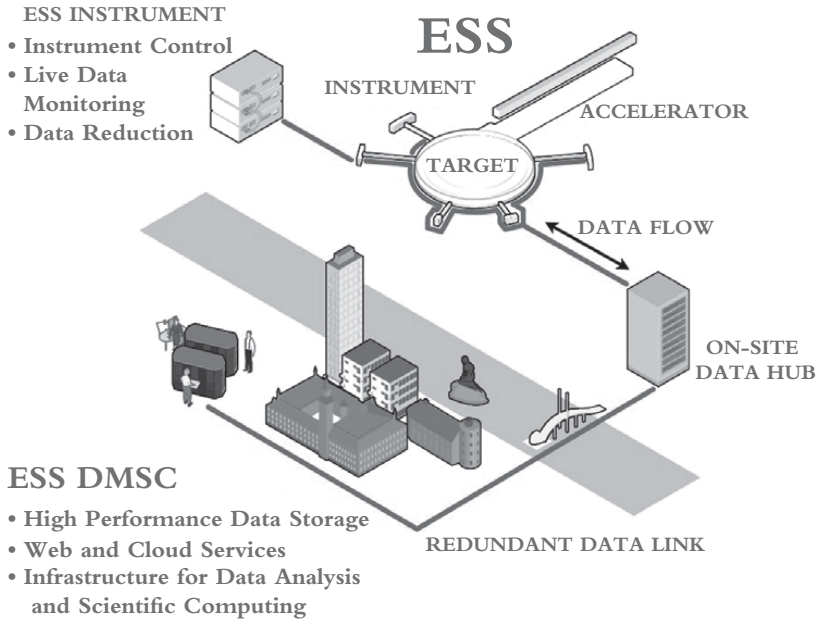 ESS INSTRUMENT
• Instrument Control
• Live Data
Monitoring
• Data Reduction
ESS
INSTRUMENT
ACCELERATOR
TARGET
DATA FLOW
ON-SITE
DATA HUB
ESS DMSC
• High Performance Data Storage
• Web and Cloud Services
• Infrastructure for Data Analysis
and Scientific Computing
REDUNDANT DATA LINK